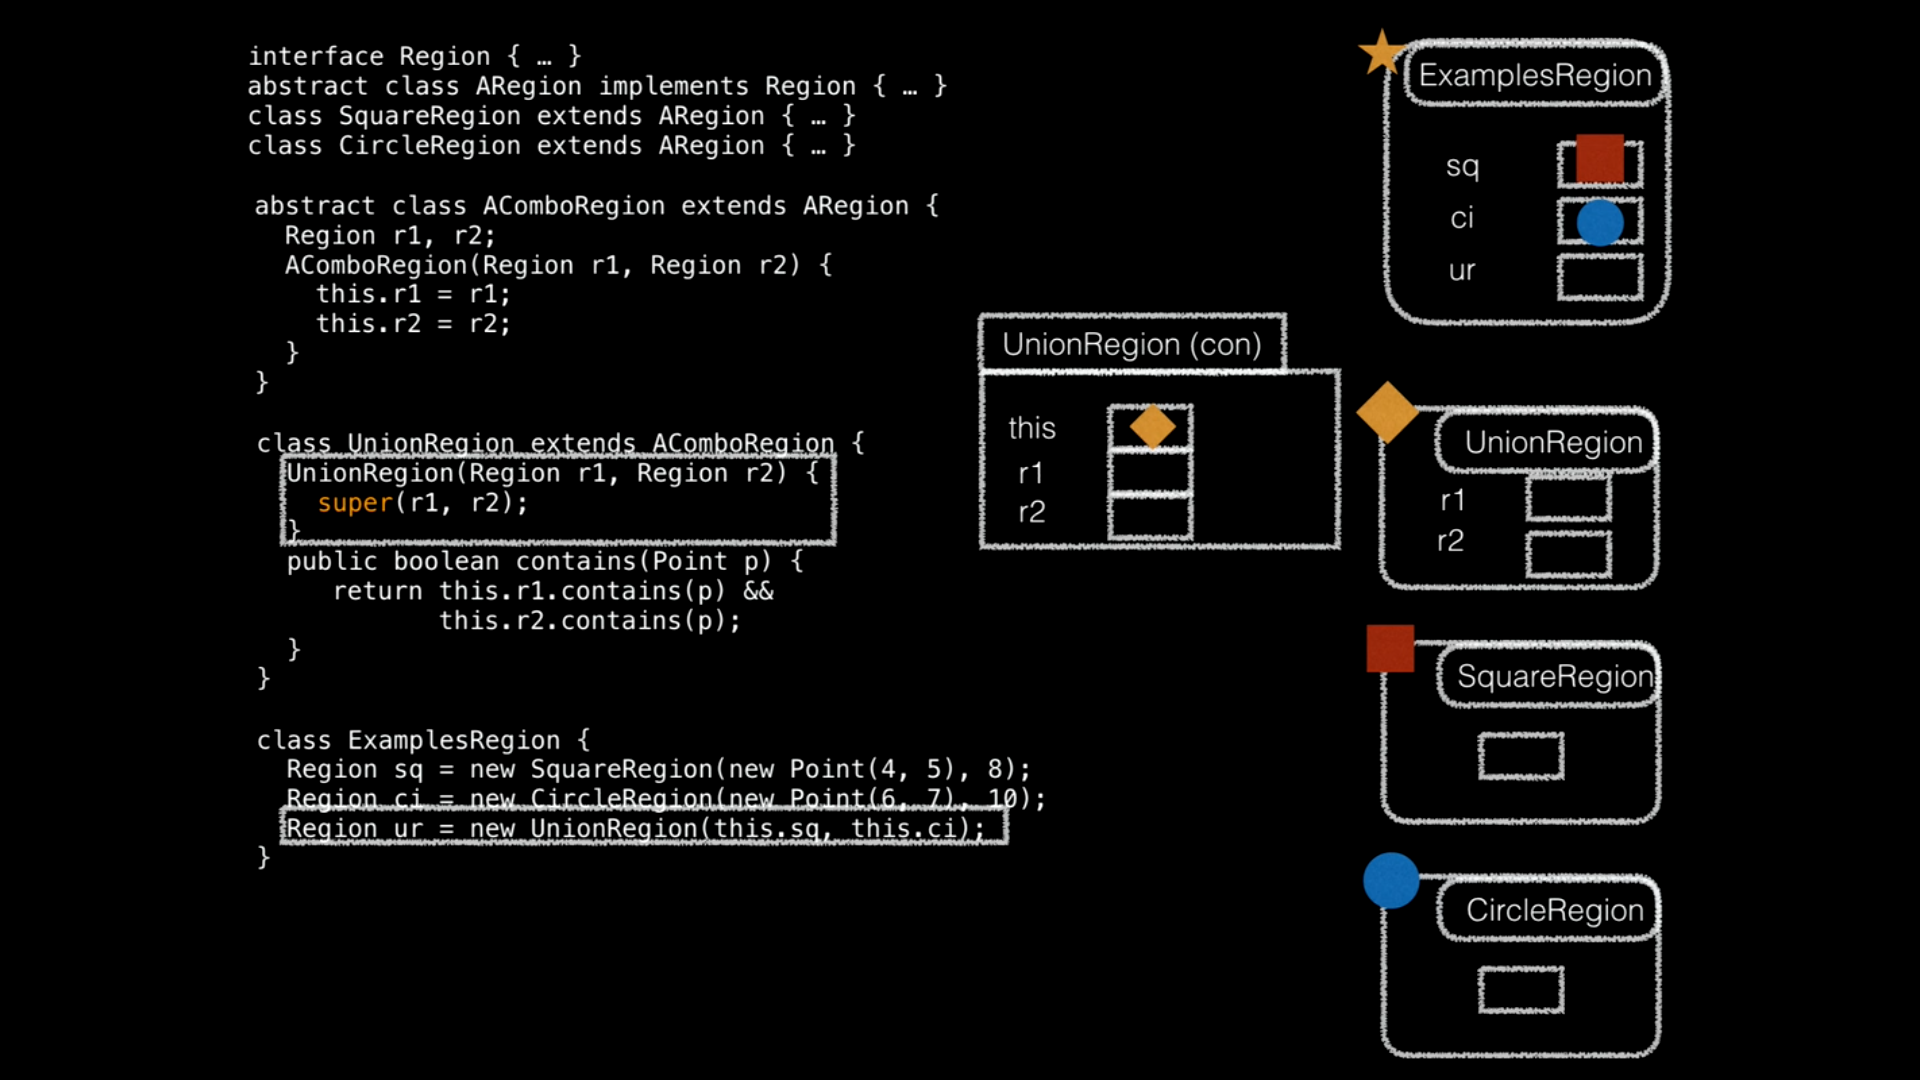 interface Region { … }
abstract class ARegion implements Region { … }
class SquareRegion extends ARegion { … }
class CircleRegion extends ARegion { … }
abstract class AComboRegion extends ARegion {
Region r1, r2;
AComboRegion(Region r1, Region r2) {
this.r1 = r1;
this.r2 = r2;
}
}
class UnionRegion extends AComboRegion {
UnionRegion(Region r1, Region r2) {
super(r1, r2);
}
public boolean contains(Point p) {
return this.r1.contains(p) &&
this.r2.contains(p);
}
}
class ExamplesRegion {
Region sq = new SquareRegion(new Point(4, 5), 8);
Region ci = new CircleRegion(new Point(6, 7), 10);
Region ur = new UnionRegion(this.sq, this.ci);
}
UnionRegion (con)
this
r1
r2
ExamplesRegion
sq
ci
ur
UnionRegion
r1
r2
SquareRegion
CircleRegion